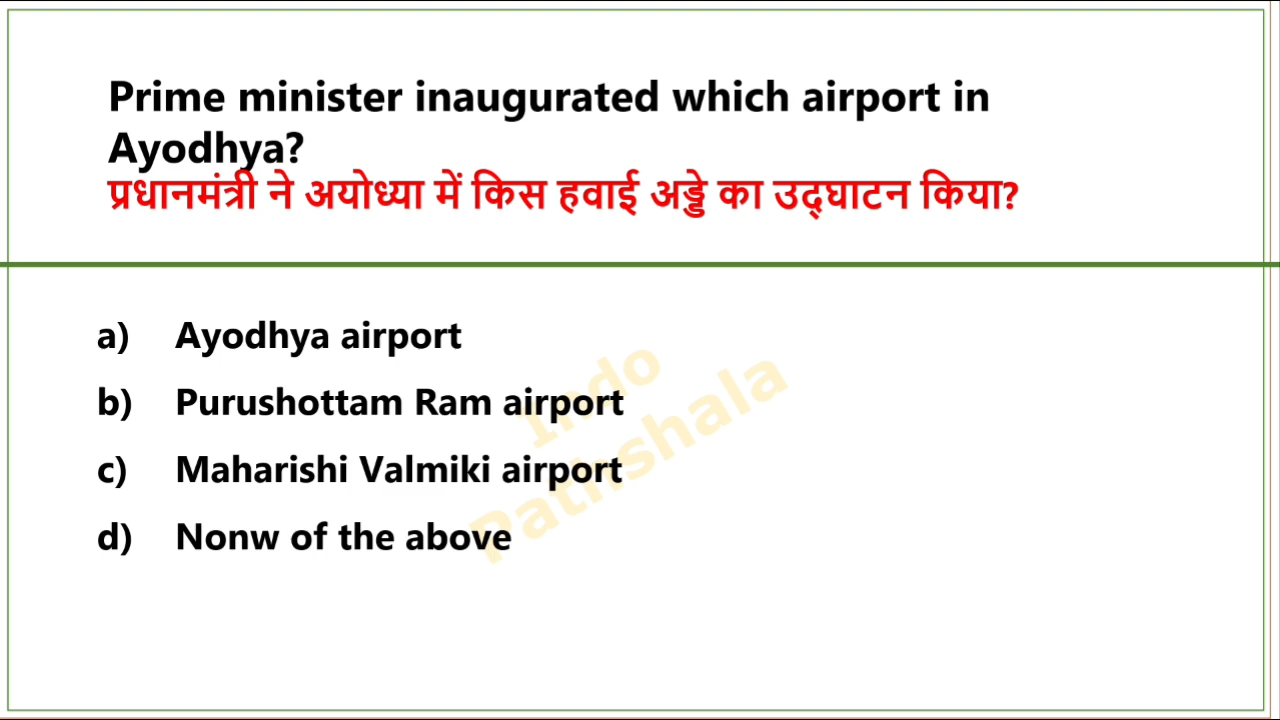 Prime minister inaugurated which airport in
Ayodhya?
प्रधानमंत्री ने अयोध्या में किस हवाई अड्डे का उद्घाटन किया?
a) Ayodhya airport
b) Purushottam Ram airport
c) Maharishi Valmiki airport
d) Nonw of the above
Indo
Pathshala